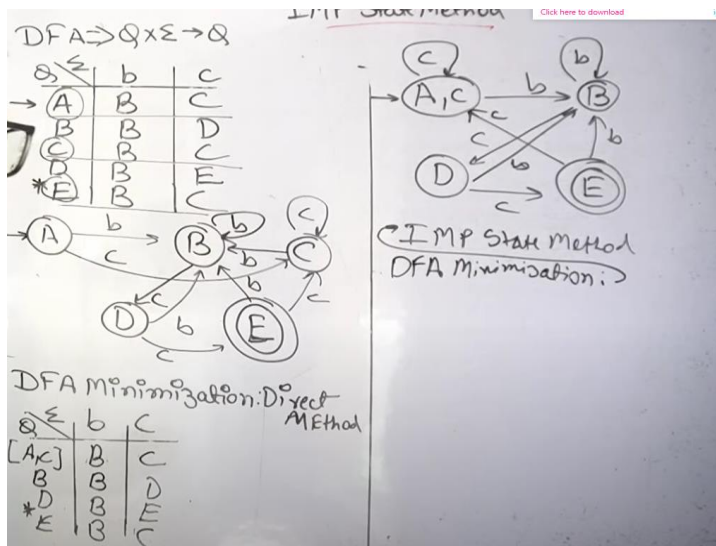 IMP State Method
Click here to download
DFA⇒Q×Σ→Q
Q Σ b c
→ A B C
B B D
C B C
D B E
*E B C
A b B b C c
c b
c b
D b E c
c
DFA Minimization: Direct
MEthod
Q Σ b c
[A,C] B C
B B D
D B E
*E B C
c b
A,C b B
c c b b
D c E
IMP State Method
DFA Minimization: